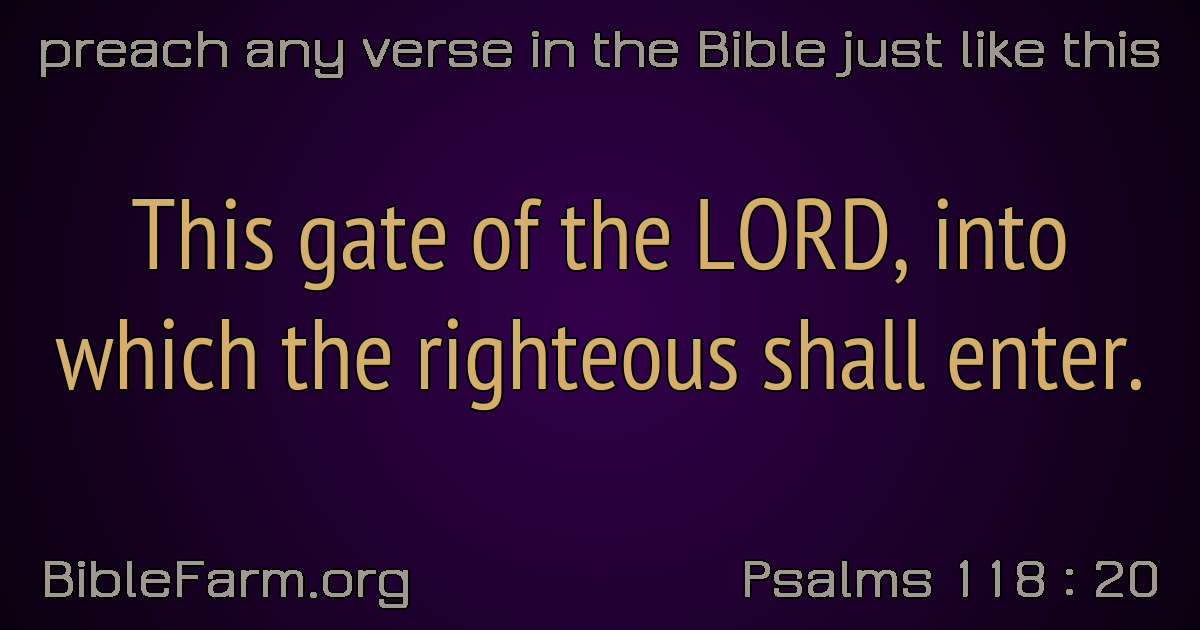 preach any verse in the Bible just like this
This gate of the LORD, into
which the righteous shall enter.
BibleFarm.org
Psalms 118 : 20